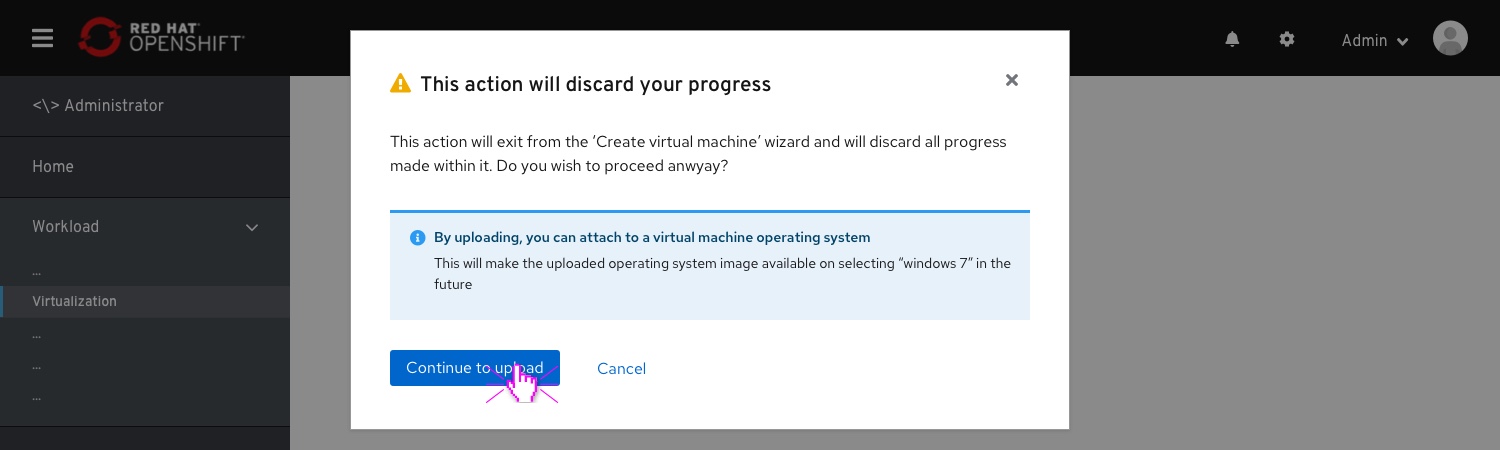 RED HAT®
OPENSHIFT®
Admin
<\> Administrator
Home
Workload
...
Virtualization
...
...
...
This action will discard your progress
This action will exit from the ‘Create virtual machine’ wizard and will discard all progress
made within it. Do you wish to proceed anwyay?
By uploading, you can attach to a virtual machine operating system
This will make the uploaded operating system image available on selecting “windows 7” in the
future
Continue to upload
Cancel